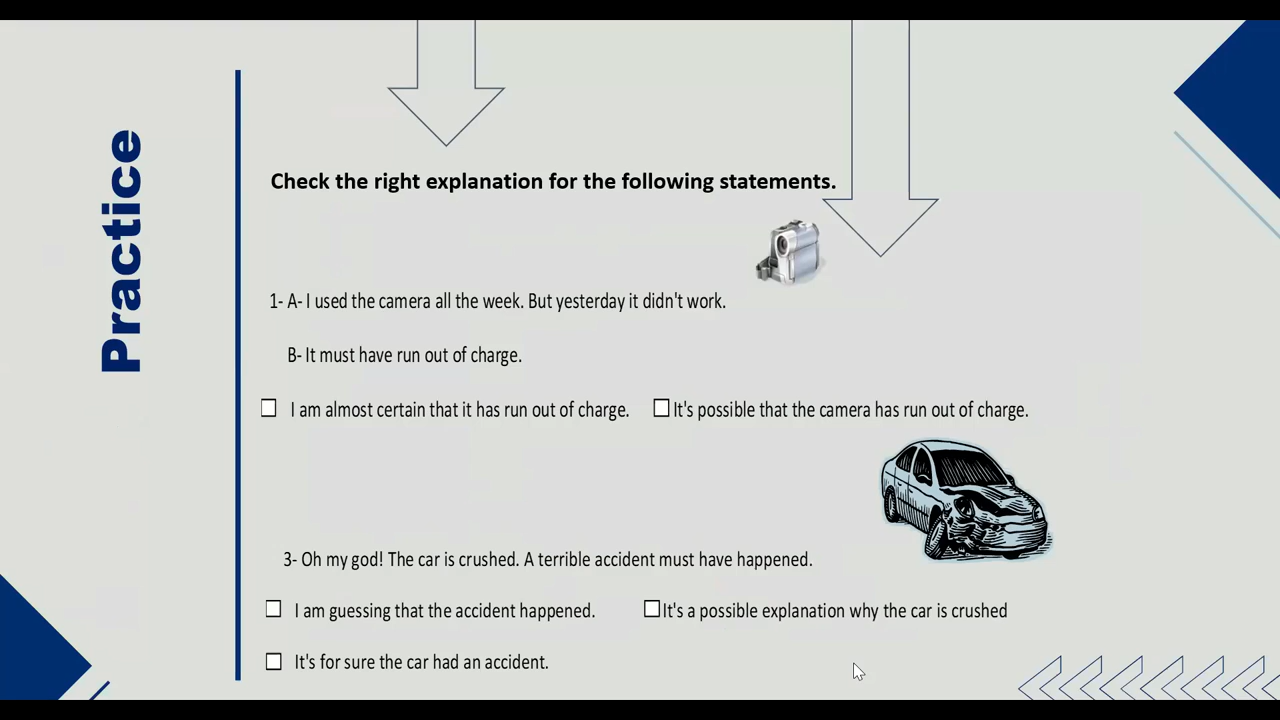 Practice
Check the right explanation for the following statements.
1- A- I used the camera all the week. But yesterday it didn't work.
B- It must have run out of charge.
I am almost certain that it has run out of charge. It's possible that the camera has run out of charge.
3- Oh my god! The car is crushed. A terrible accident must have happened.
I am guessing that the accident happened. It's a possible explanation why the car is crushed
It's for sure the car had an accident.